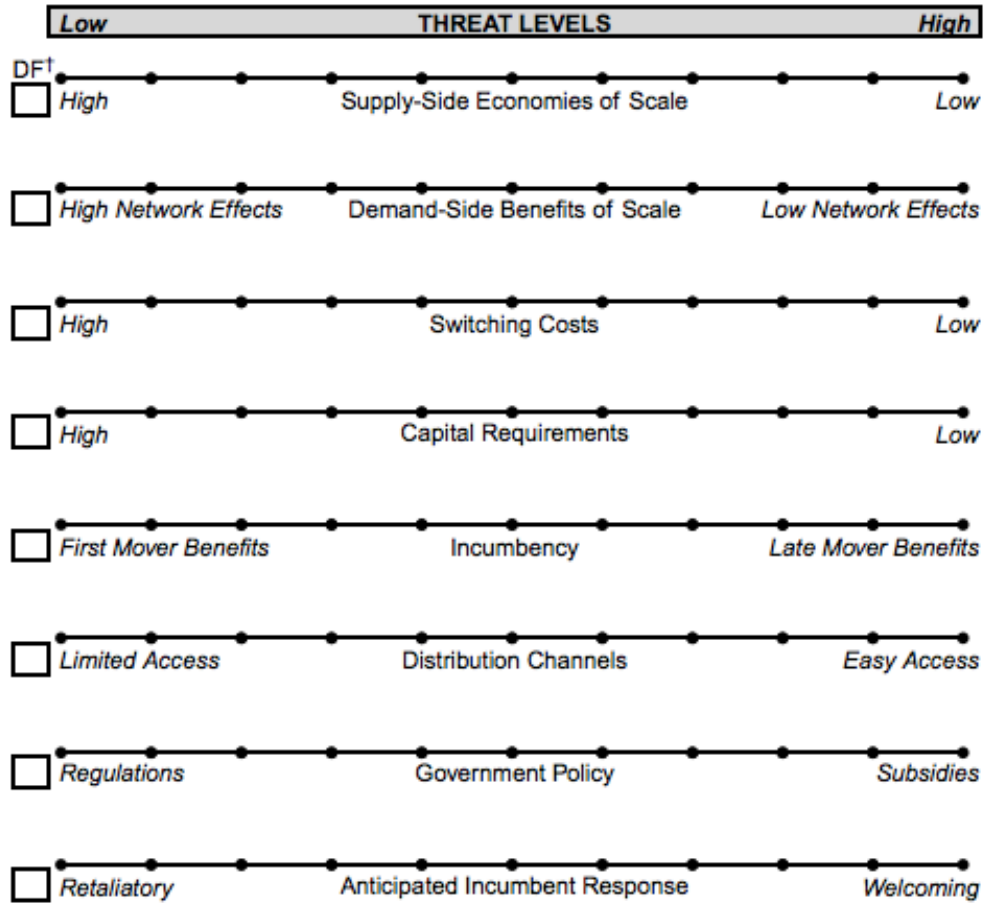 Low THREAT LEVELS High
DF†
High Supply-Side Economies of Scale Low
High Network Effects Demand-Side Benefits of Scale Low Network Effects
High Switching Costs Low
High Capital Requirements Low
First Mover Benefits Incumbency Late Mover Benefits
Limited Access Distribution Channels Easy Access
Regulations Government Policy Subsidies
Retaliatory Anticipated Incumbent Response Welcoming